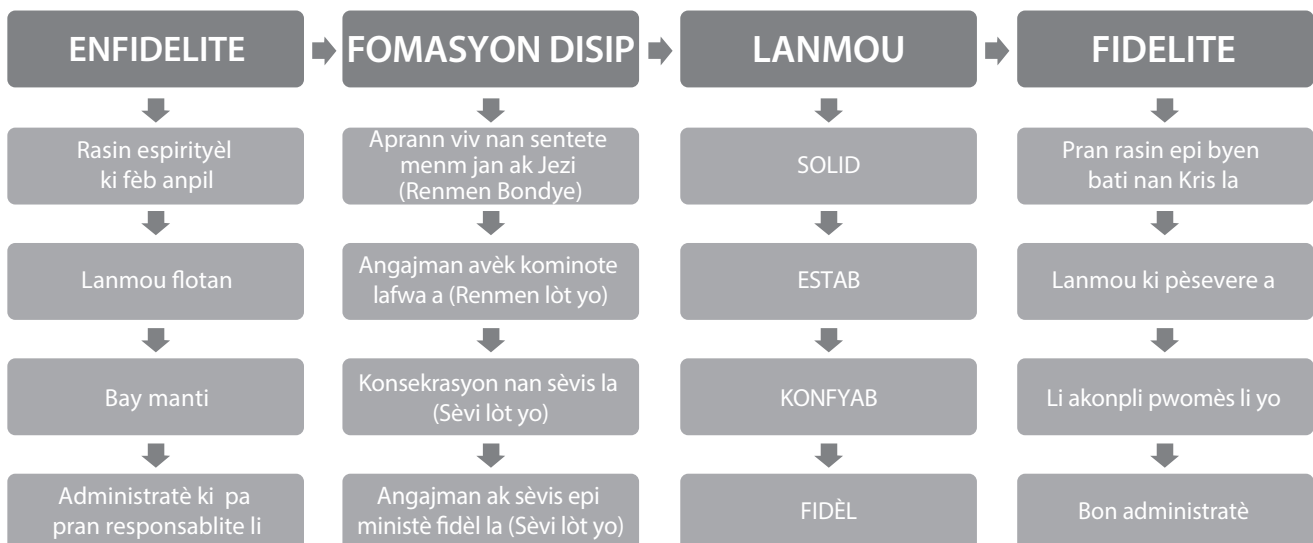 ENFIDELITE
FOMASYON DISIP
LANMOU
FIDELITE
Rasin espirityèl
ki fèb anpil
Aprann viv nan sentete
menm jan ak Jezi
(Renmen Bondye)
SOLID
Pran rasin epi byen
bati nan Kris la
Lanmou flotan
Angajman avèk kominote
lafwa a (Renmen lòt yo)
ESTAB
Lanmou ki pèsevere a
Bay manti
Konsekrasyon nan sèvis la
(Sèvi lòt yo)
KONFYAB
Li akonpli pwomès li yo
Administratè ki pa
pran responsablite li
Angajman ak sèvis epi
ministè fidèl la (Sèvi lòt yo)
FIDÈL
Bon administratè